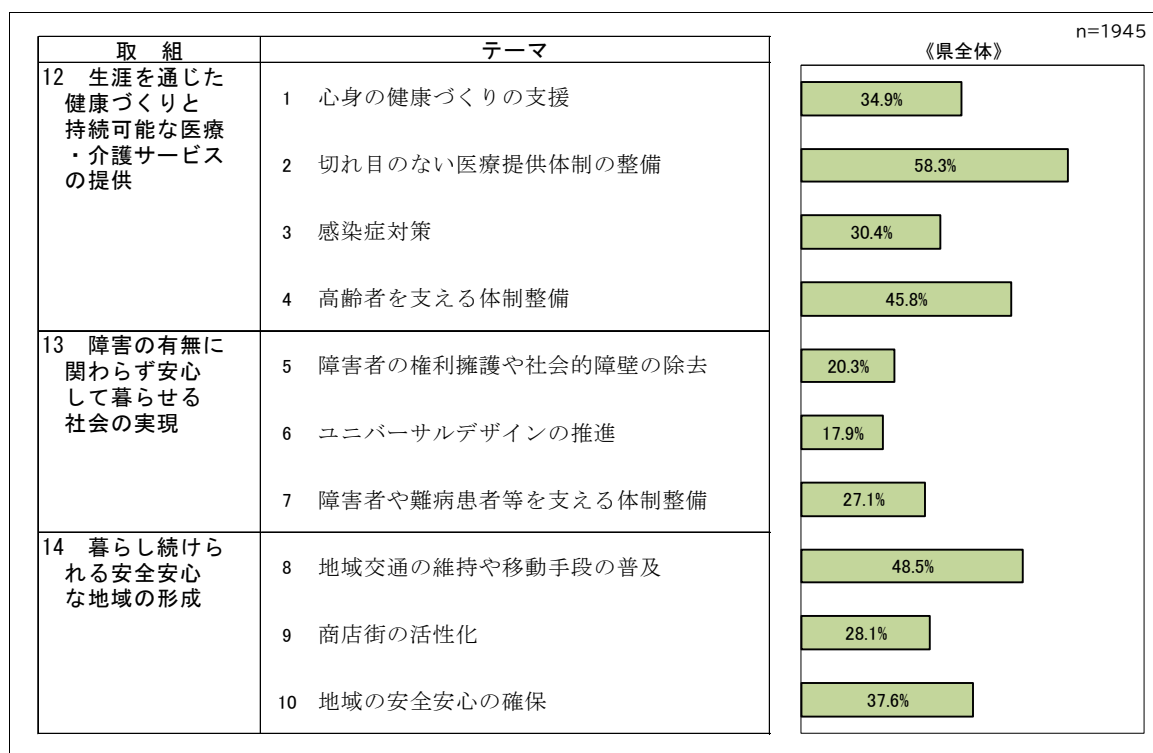 n=1945
取 組 テーマ 《県全体》
12 生涯を通じた
健康づくりと
持続可能な医療
・介護サービス
の提供
1 心身の健康づくりの支援 34.9%
2 切れ目のない医療提供体制の整備 58.3%
3 感染症対策 30.4%
4 高齢者を支える体制整備 45.8%
13 障害の有無に
関わらず安心
して暮らせる
社会の実現
5 障害者の権利擁護や社会的障壁の除去 20.3%
6 ユニバーサルデザインの推進 17.9%
7 障害者や難病患者等を支える体制整備 27.1%
14 暮らし続けら
れる安全安心
な地域の形成
8 地域交通の維持や移動手段の普及 48.5%
9 商店街の活性化 28.1%
10 地域の安全安心の確保 37.6%